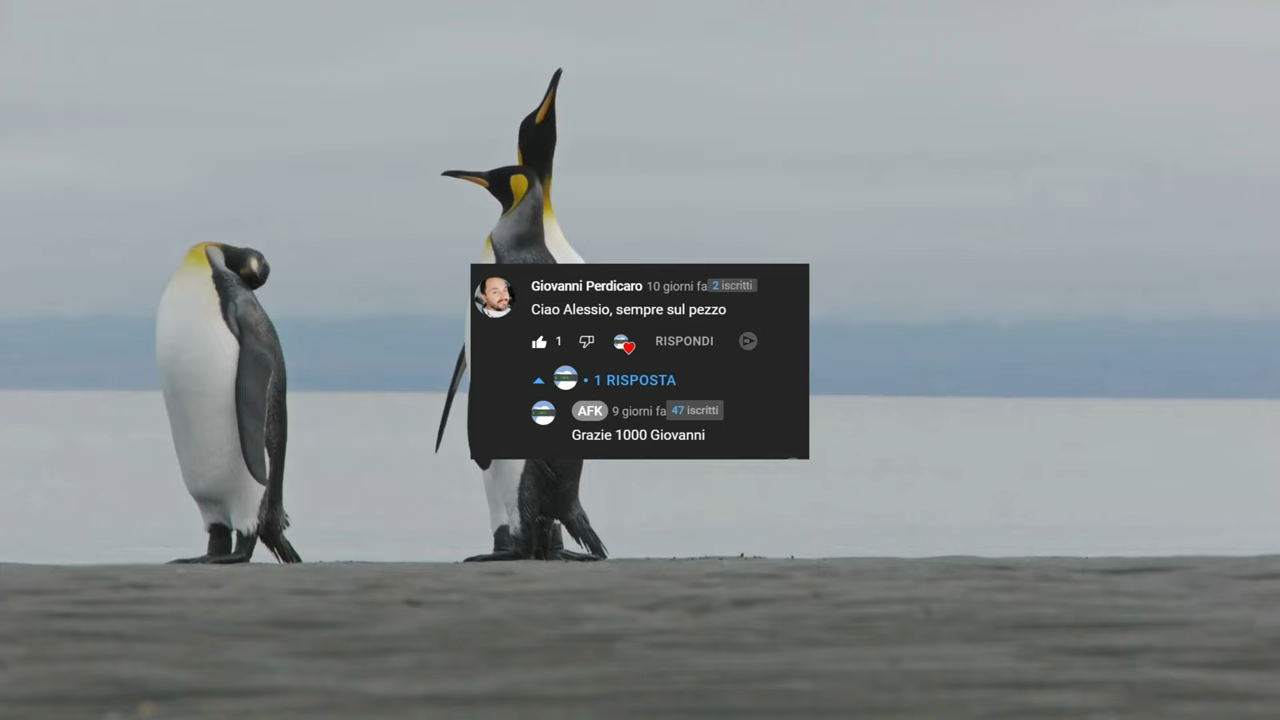 Giovanni Perdicaro 10 giorni fa 2 iscritti
Ciao Alessio, sempre sul pezzo
1 RISPONDI
• 1 RISPOSTA
AFK 9 giorni fa 47 iscritti
Grazie 1000 Giovanni